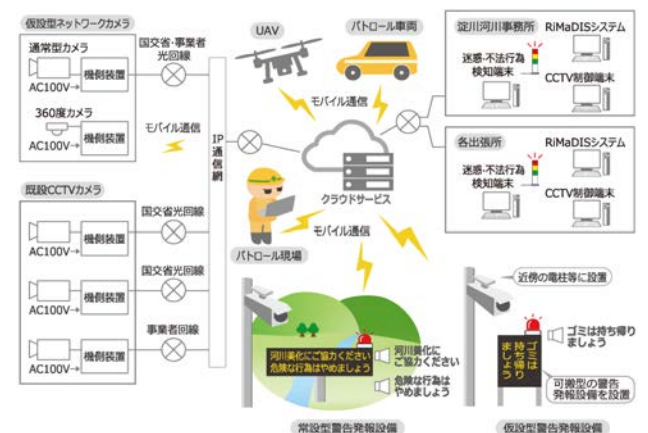 仮設型ネットワークカメラ
通常型カメラ
機側装置
AC100V→
360度カメラ
機側装置
AC100V→
国交省・事業者
光回線
モバイル通信
既設CCTVカメラ
機側装置
AC100V→
国交省光回線
機側装置
AC100V→
国交省光回線
機側装置
AC100V→
事業者回線
IP通信網
UAV
パトロール車両
モバイル通信
クラウドサービス
モバイル通信
パトロール現場
淀川河川事務所
RiMaDISシステム
迷惑・不法行為
検知端末
CCTV制御端末
各出張所
RiMaDISシステム
迷惑・不法行為
検知端末
CCTV制御端末
河川美化にご協力ください
危険な行為はやめましょう
河川美化に
ご協力ください
危険な行為は
やめましょう
常設型警告発報設備
近傍の電柱等に設置
ゴミは
持ち帰り
ましょう
ゴミは持ち帰り
ましょう
可搬型の警告
発報設備を設置
仮設型警告発報設備